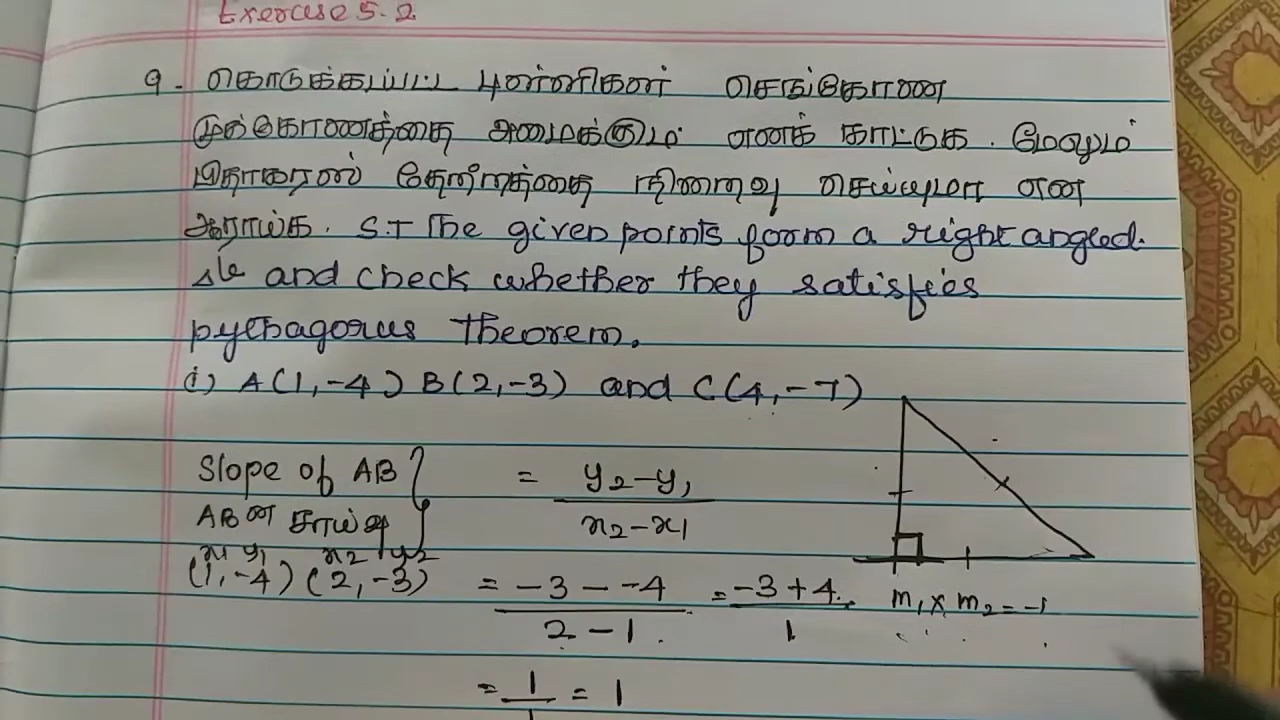 Exercise 5.2
9. கொடுக்கப்பட்ட புள்ளிகள் செங்கோண
முக்கோணத்தை அமைக்கும் எனக் காட்டுக. மேலும்
பிதாகரஸ் தேற்றத்தை நிறைவு செய்யுமா என
ஆராய்க. S.T The given points form a right angled.
sle and check whether they satisfies
pythagorus theorem.
(i) A(1,-4) B(2,-3) and C(4,-7)
Slope of AB } = y₂-y₁
ABன் சாய்வு } x₂-x₁
x₁ y₁ x₂ y₂
(1,-4) (2,-3) = -3 - -4 = -3+4 m₁ x m₂ = -1
2-1 1
= 1 = 1
1